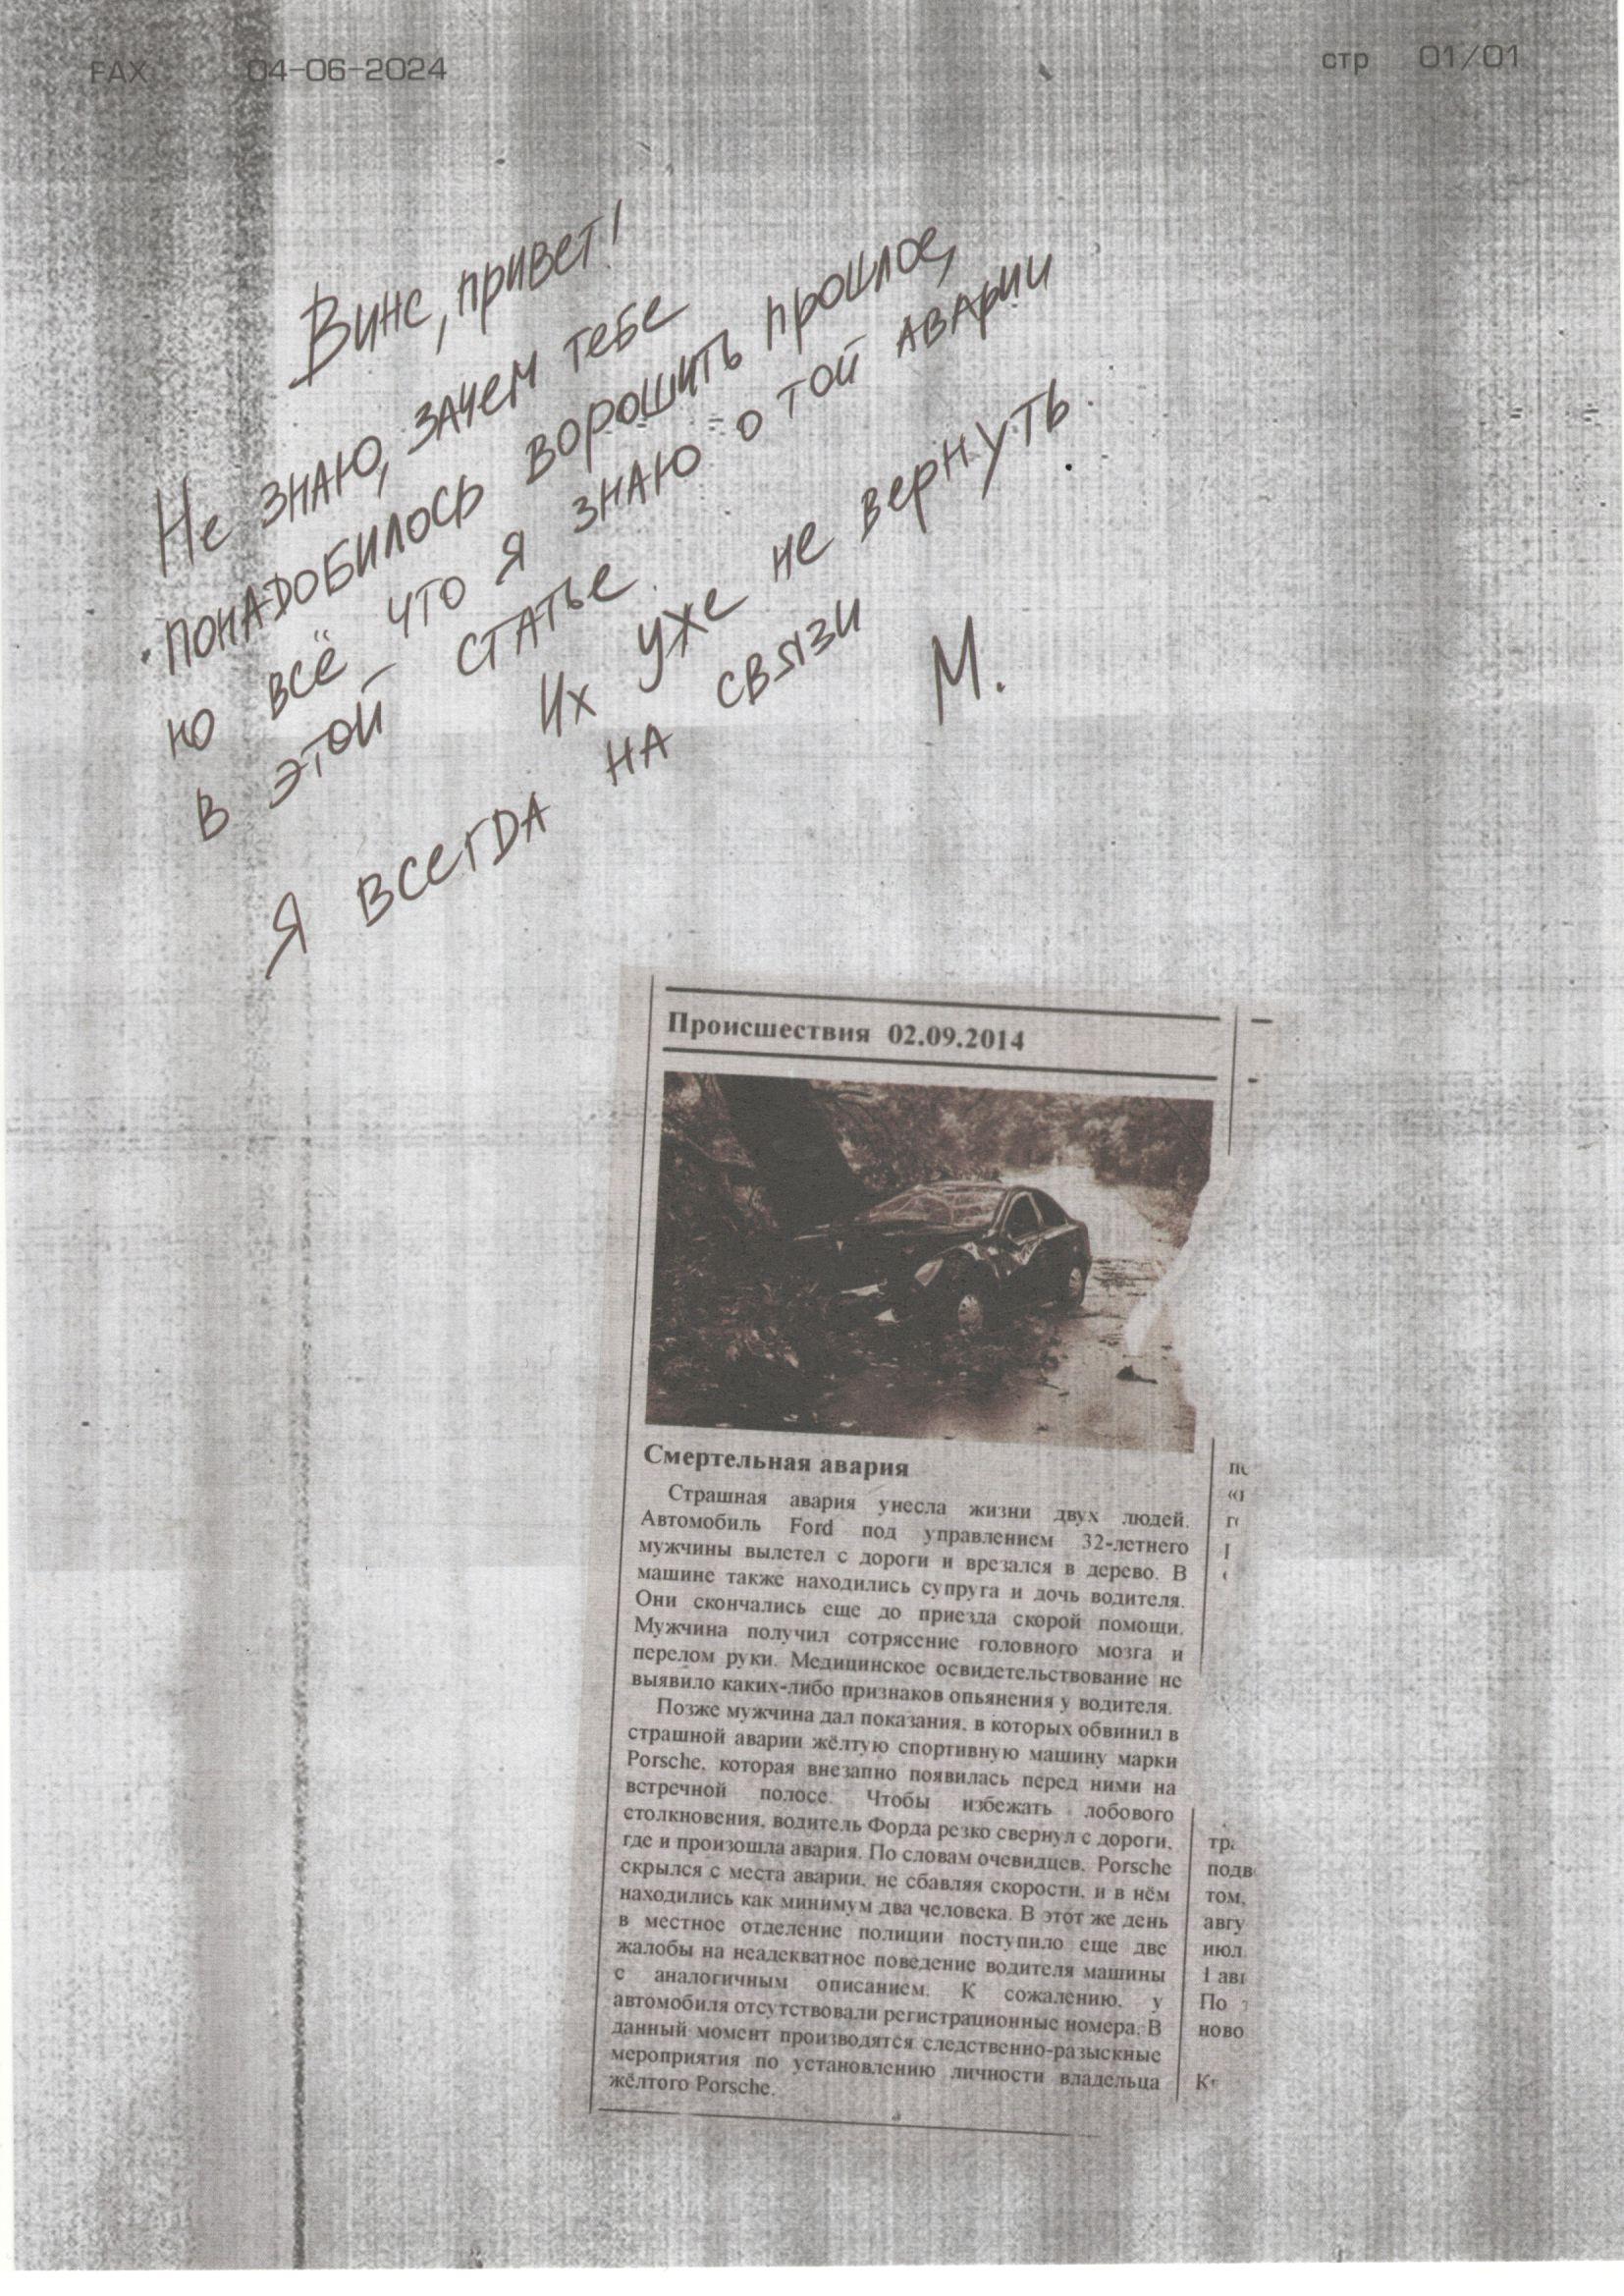 FAX 04-06-2024 стр 01/01
Винс, привет!
Не знаю, зачем тебе
понадобилось ворошить прошлое,
но всё что я знаю о той аварии
в этой статье.
Их уже не вернуть.
Я всегда на связи
М.
Происшествия 02.09.2014
Смертельная авария
Страшная авария унесла жизни двух людей.
Автомобиль Ford под управлением 32-летнего
мужчины вылетел с дороги и врезался в дерево. В
машине также находились супруга и дочь водителя.
Они скончались еще до приезда скорой помощи.
Мужчина получил сотрясение головного мозга и
перелом руки. Медицинское освидетельствование не
выявило каких-либо признаков опьянения у водителя.
Позже мужчина дал показания, в которых обвинил в
страшной аварии жёлтую спортивную машину марки
Porsche, которая внезапно появилась перед ними на
встречной полосе. Чтобы избежать лобового
столкновения, водитель Форда резко свернул с дороги,
где и произошла авария. По словам очевидцев, Porsche
скрылся с места аварии, не сбавляя скорости, и в нём
находились как минимум два человека. В этот же день
в местное отделение полиции поступило еще две
жалобы на неадекватное поведение водителя машины
с аналогичным описанием. К сожалению, у
автомобиля отсутствовали регистрационные номера. В
данный момент производятся следственно-разыскные
мероприятия по установлению личности владельца
жёлтого Porsche.
подв
том,
авгу
июл
1 авг
По
ново